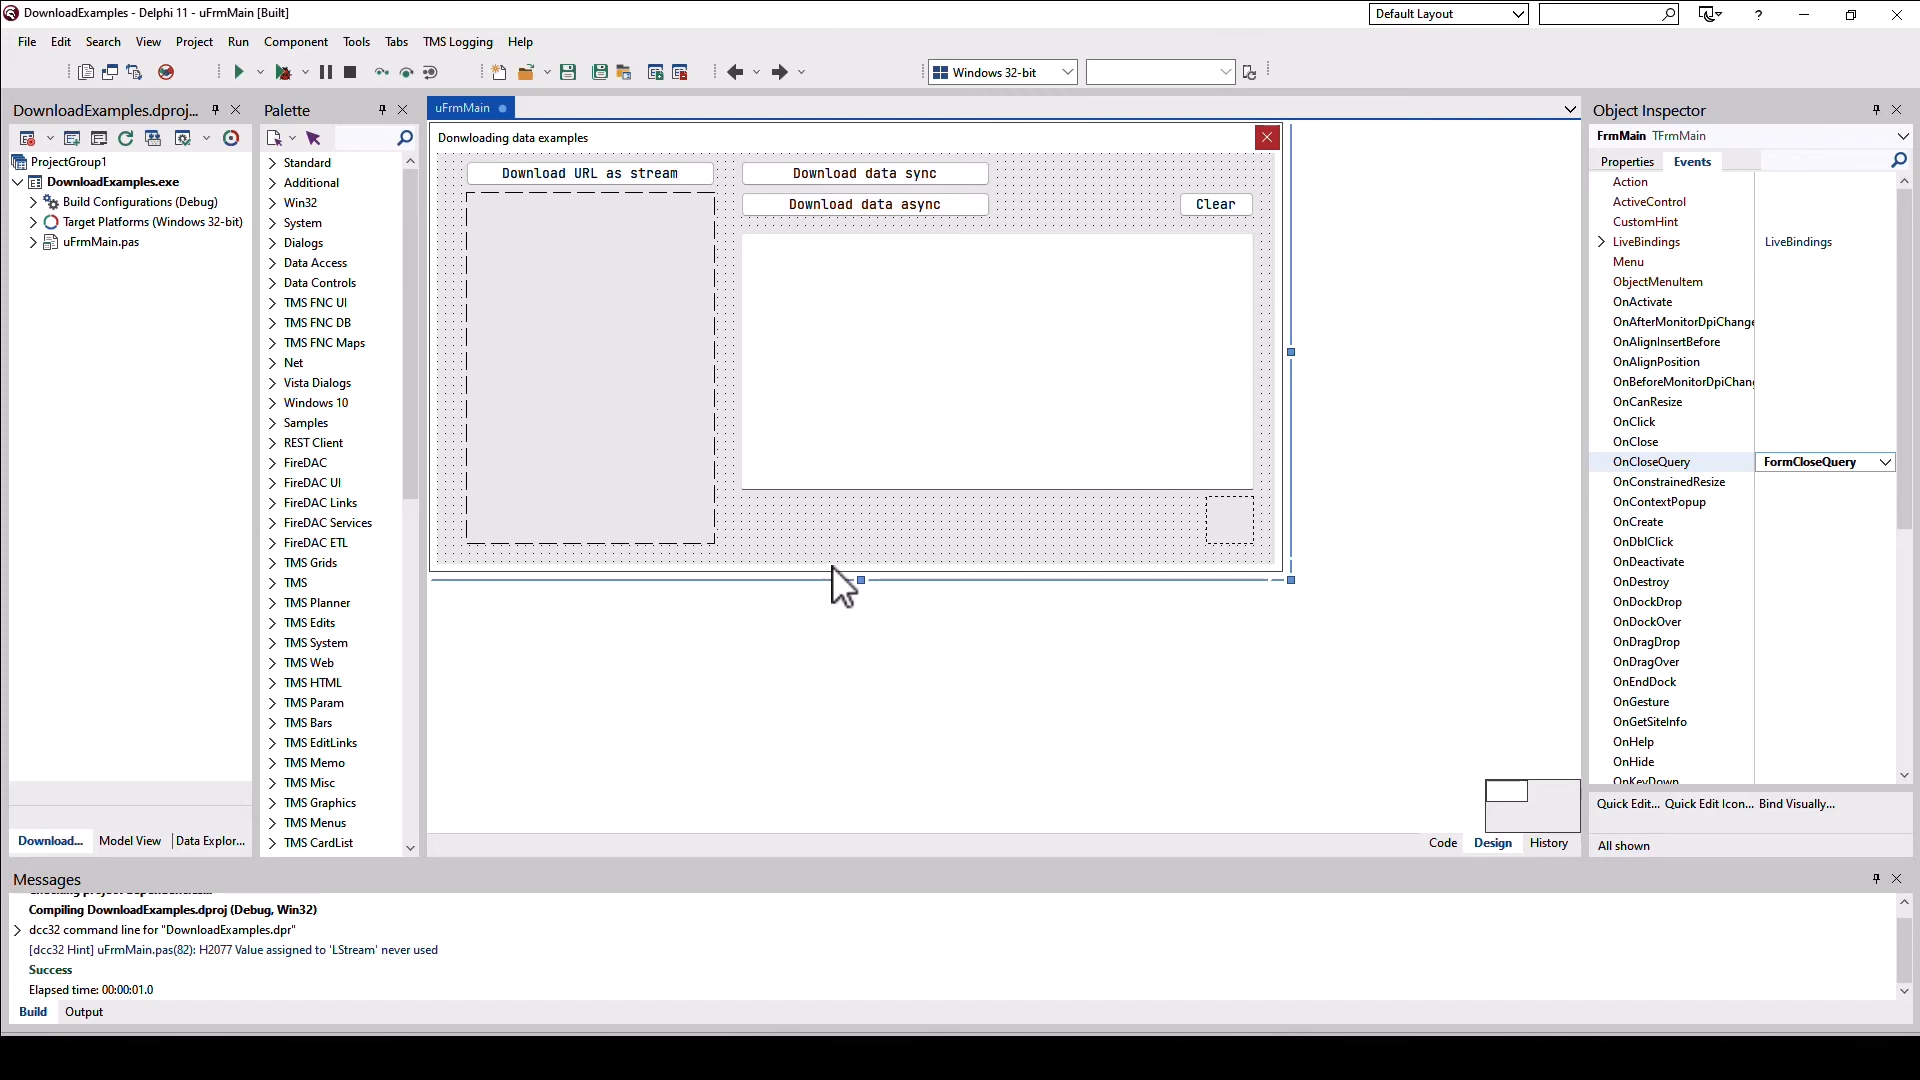 DownloadExamples - Delphi 11 - uFrmMain [Built]
Default Layout
?
File Edit Search View Project Run Component Tools Tabs TMS Logging Help
Windows 32-bit
DownloadExamples.dproj...
ProjectGroup1
DownloadExamples.exe
Build Configurations (Debug)
Target Platforms (Windows 32-bit)
uFrmMain.pas
Download... Model View Data Explor...
Palette
Standard
Additional
Win32
System
Dialogs
Data Access
Data Controls
TMS FNC UI
TMS FNC DB
TMS FNC Maps
Net
Vista Dialogs
Windows 10
Samples
REST Client
FireDAC
FireDAC UI
FireDAC Links
FireDAC Services
FireDAC ETL
TMS Grids
TMS
TMS Planner
TMS Edits
TMS System
TMS Web
TMS HTML
TMS Param
TMS Bars
TMS EditLinks
TMS Memo
TMS Misc
TMS Graphics
TMS Menus
TMS CardList
uFrmMain
Donwloading data examples
Download URL as stream
Download data sync
Download data async
Clear
Code Design History
Object Inspector
FrmMain TFrmMain
Properties Events
Action
ActiveControl
CustomHint
LiveBindings LiveBindings
Menu
ObjectMenuItem
OnActivate
OnAfterMonitorDpiChange
OnAlignInsertBefore
OnAlignPosition
OnBeforeMonitorDpiChang
OnCanResize
OnClick
OnClose
OnCloseQuery FormCloseQuery
OnConstrainedResize
OnContextPopup
OnCreate
OnDblClick
OnDeactivate
OnDestroy
OnDockDrop
OnDockOver
OnDragDrop
OnDragOver
OnEndDock
OnGesture
OnGetSiteInfo
OnHelp
OnHide
OnKeyDown
Quick Edit... Quick Edit Icon... Bind Visually...
All shown
Messages
Checking project dependencies...
Compiling DownloadExamples.dproj (Debug, Win32)
dcc32 command line for "DownloadExamples.dpr"
[dcc32 Hint] uFrmMain.pas(82): H2077 Value assigned to 'LStream' never used
Success
Elapsed time: 00:00:01.0
Build Output